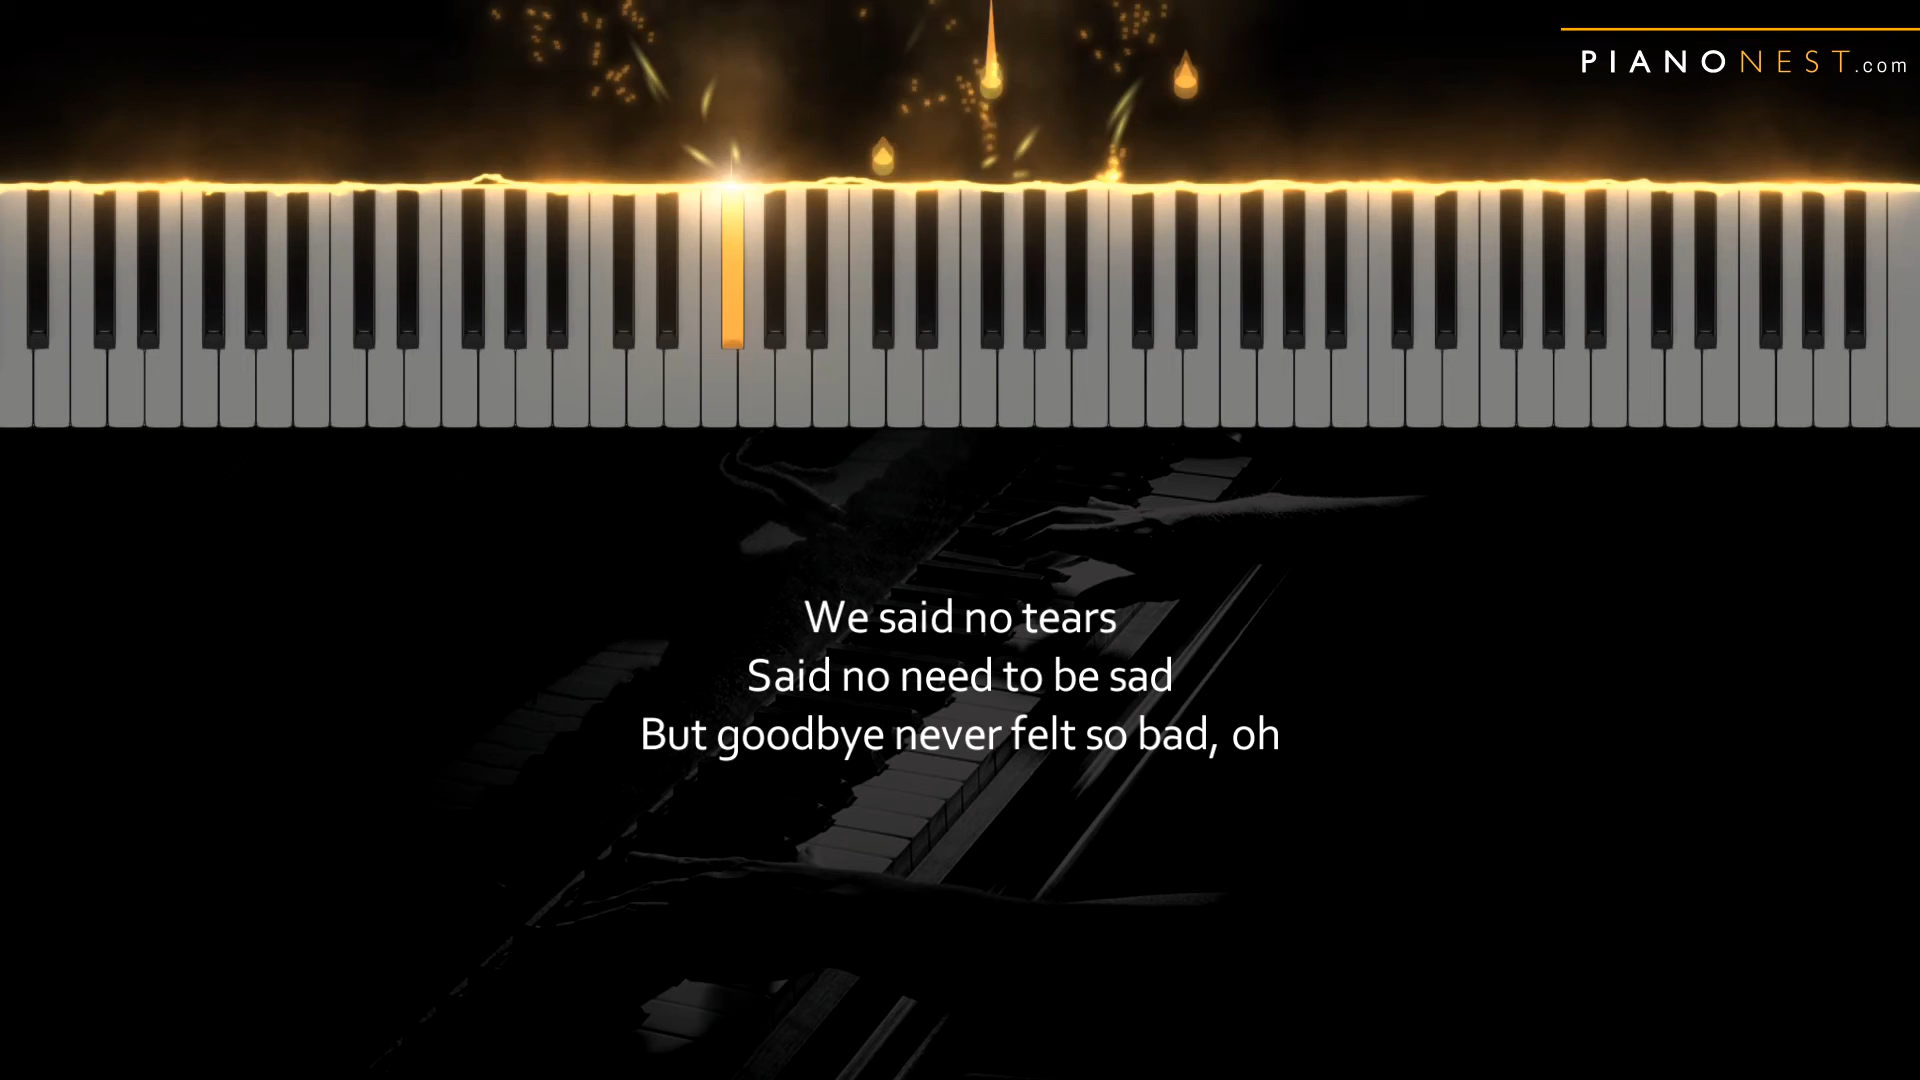 PIANONEST.com
We said no tears
Said no need to be sad
But goodbye never felt so bad, oh